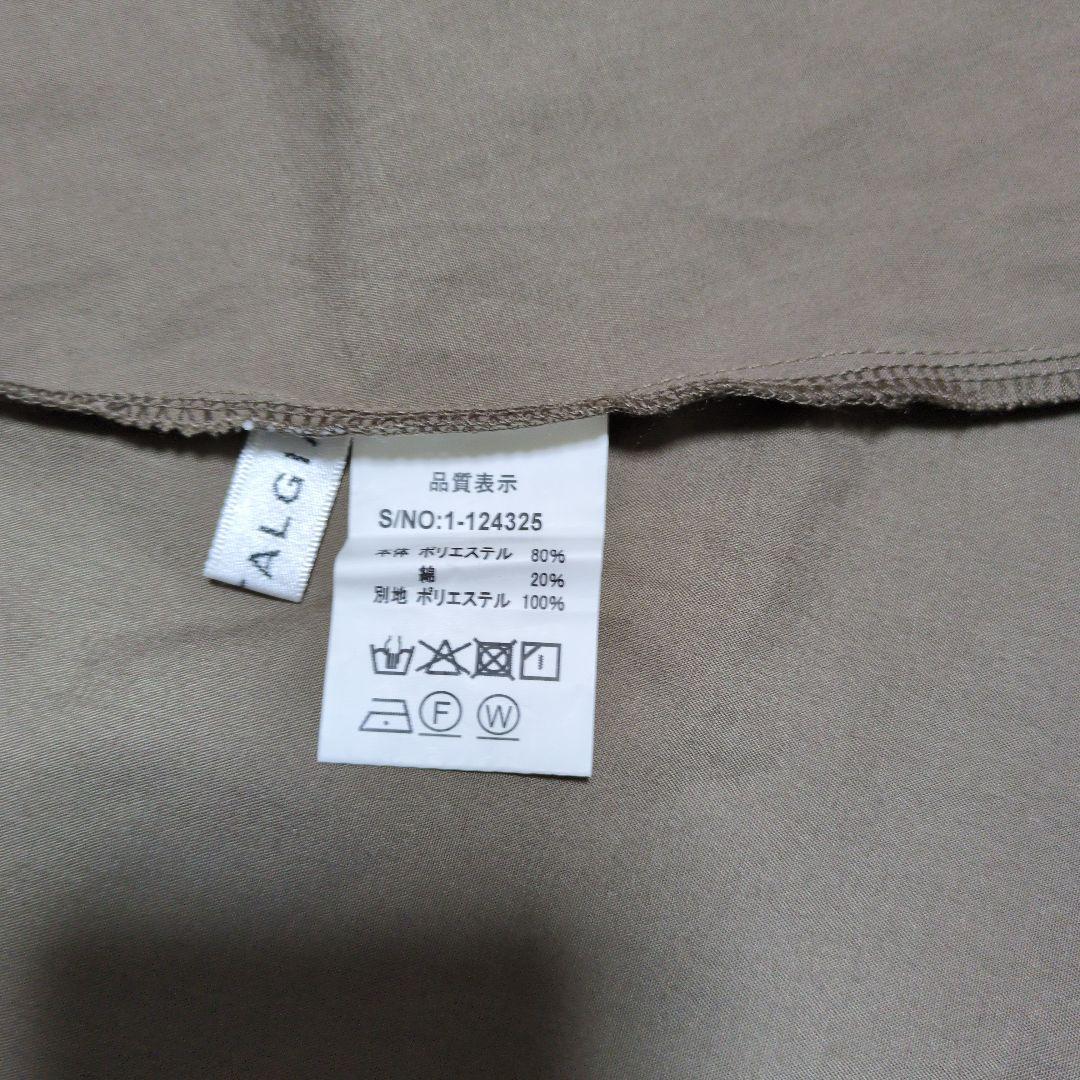 品質表示
S/NO:1-124325
本体 ポリエステル 80%
綿 20%
別地 ポリエステル 100%
F W